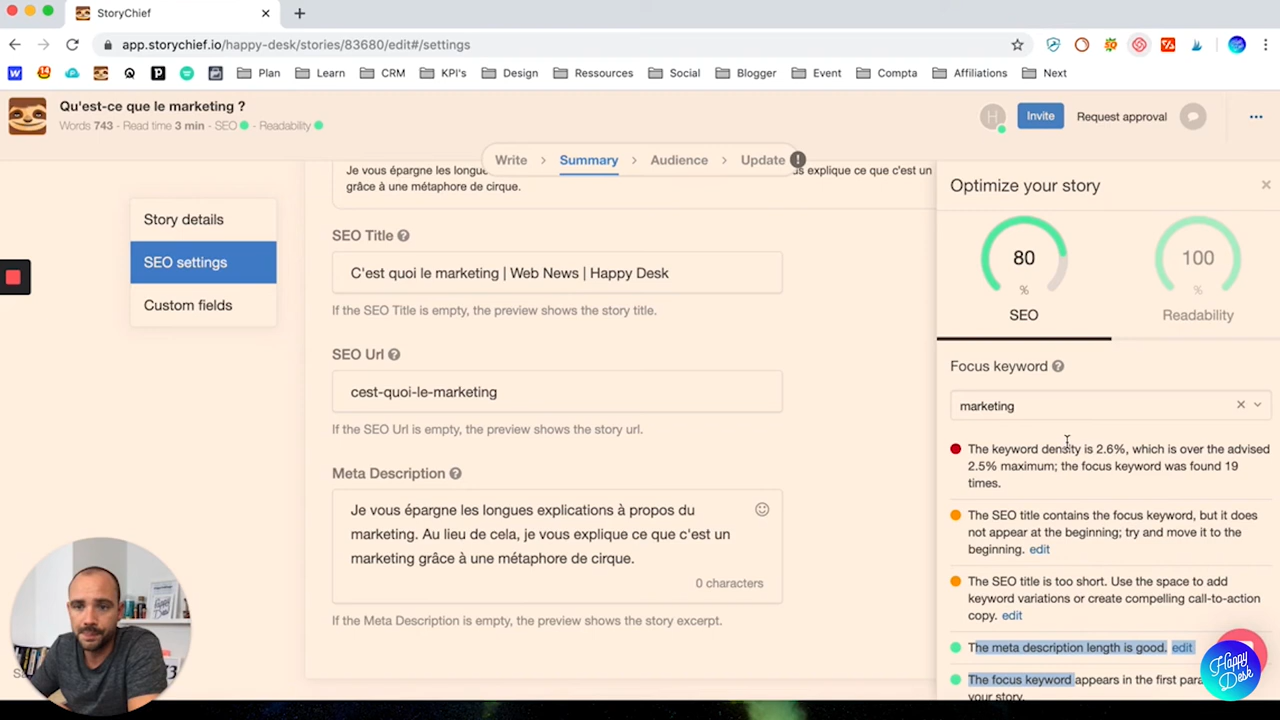 StoryChief
app.storychief.io/happy-desk/stories/83680/edit#/settings
Plan Learn CRM KPI's Design Ressources Social Blogger Event Compta Affiliations Next
Qu'est-ce que le marketing ?
Words 743 - Read time 3 min - SEO - Readability
H Invite Request approval
Write > Summary > Audience > Update !
Je vous épargne les longue
us explique ce que c'est un
grâce à une métaphore de cirque.
Story details
SEO settings
Custom fields
SEO Title ?
C'est quoi le marketing | Web News | Happy Desk
If the SEO Title is empty, the preview shows the story title.
SEO Url ?
cest-quoi-le-marketing
If the SEO Url is empty, the preview shows the story url.
Meta Description ?
Je vous épargne les longues explications à propos du
marketing. Au lieu de cela, je vous explique ce que c'est un
marketing grâce à une métaphore de cirque.
0 characters
If the Meta Description is empty, the preview shows the story excerpt.
Optimize your story
80
%
SEO
100
%
Readability
Focus keyword ?
marketing
The keyword density is 2.6%, which is over the advised
2.5% maximum; the focus keyword was found 19
times.
The SEO title contains the focus keyword, but it does
not appear at the beginning; try and move it to the
beginning. edit
The SEO title is too short. Use the space to add
keyword variations or create compelling call-to-action
copy. edit
The meta description length is good. edit
The focus keyword appears in the first para
your story.
Happy
Desk